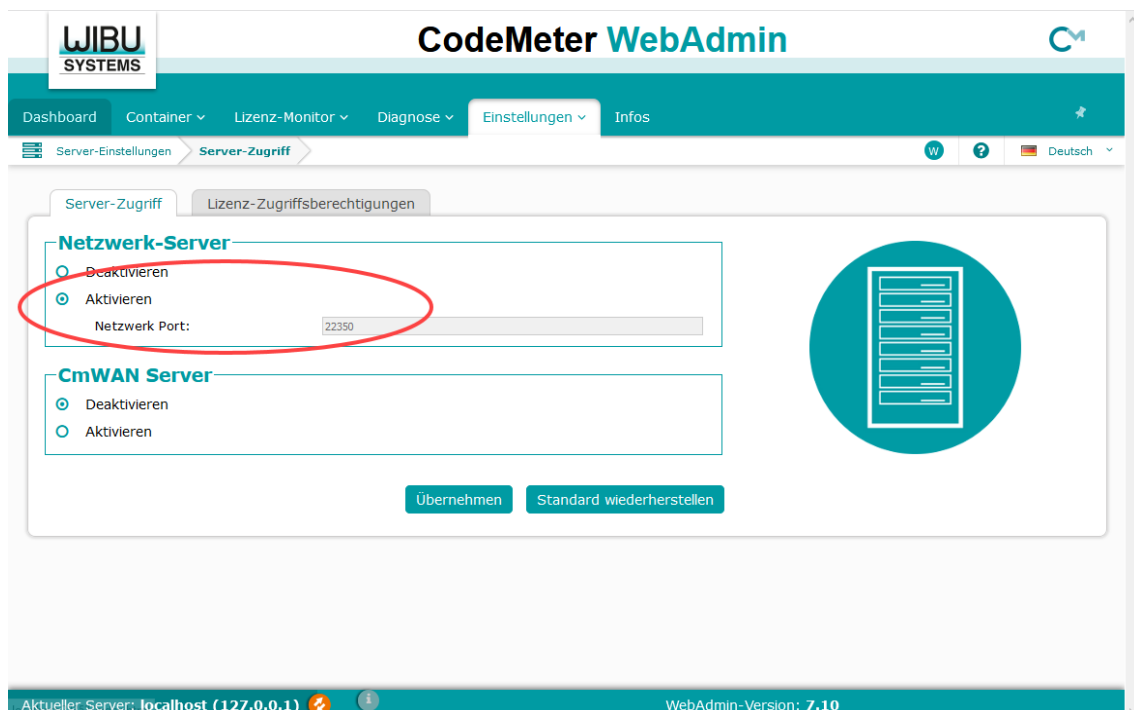 WIBU
SYSTEMS
CodeMeter WebAdmin
CM
Dashboard Container Lizenz-Monitor Diagnose Einstellungen Infos
Server-Einstellungen Server-Zugriff W ? Deutsch
Server-Zugriff Lizenz-Zugriffsberechtigungen
Netzwerk-Server
Deaktivieren
Aktivieren
Netzwerk Port: 22350
CmWAN Server
Deaktivieren
Aktivieren
Übernehmen Standard wiederherstellen
Aktueller Server: localhost (127.0.0.1) i WebAdmin-Version: 7.10